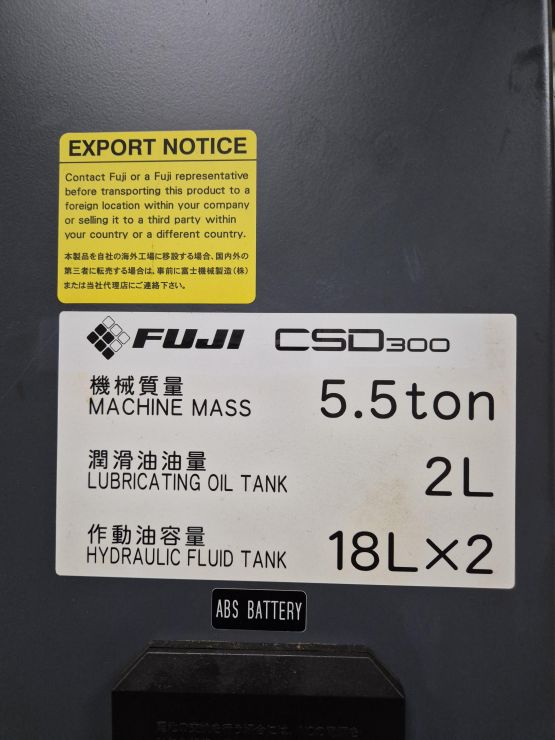 EXPORT NOTICE
Contact Fuji or a Fuji representative
before transporting this product to a
foreign location within your company
or selling it to a third party within
your country or a different country.
本製品を自社の海外工場に移設する場合、国内外の
第三者に転売する場合は、事前に富士機械製造(株)
または当社代理店にご連絡下さい。
FUJI CSD300
機械質量
MACHINE MASS 5.5ton
潤滑油油量
LUBRICATING OIL TANK 2L
作動油容量
HYDRAULIC FLUID TANK 18L×2
ABS BATTERY